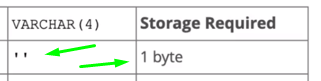 VARCHAR(4) Storage Required
'' 1 byte